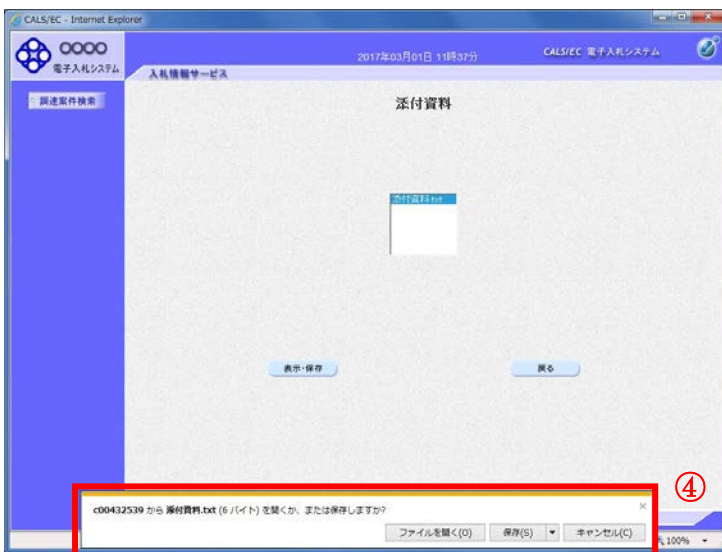 CALS/EC - Internet Explorer
OOOO
電子入札システム
2017年03月01日 11時37分
CALS/EC 電子入札システム
入札情報サービス
調達案件検索
添付資料
添付資料.txt
表示・保存
戻る
④
c00432539 から 添付資料.txt (6 バイト) を開くか、または保存しますか?
×
ファイルを開く(O)
保存(S)
▼
キャンセル(C)
100%